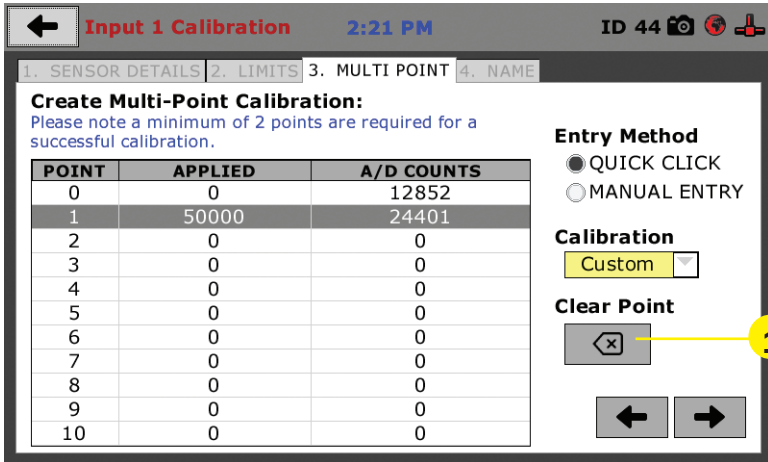 Input 1 Calibration 2:21 PM ID 44
1. SENSOR DETAILS 2. LIMITS 3. MULTI POINT 4. NAME
Create Multi-Point Calibration:
Please note a minimum of 2 points are required for a
successful calibration.
POINT APPLIED A/D COUNTS
0 0 12852
1 50000 24401
2 0 0
3 0 0
4 0 0
5 0 0
6 0 0
7 0 0
8 0 0
9 0 0
10 0 0
Entry Method
QUICK CLICK
MANUAL ENTRY
Calibration
Custom
Clear Point